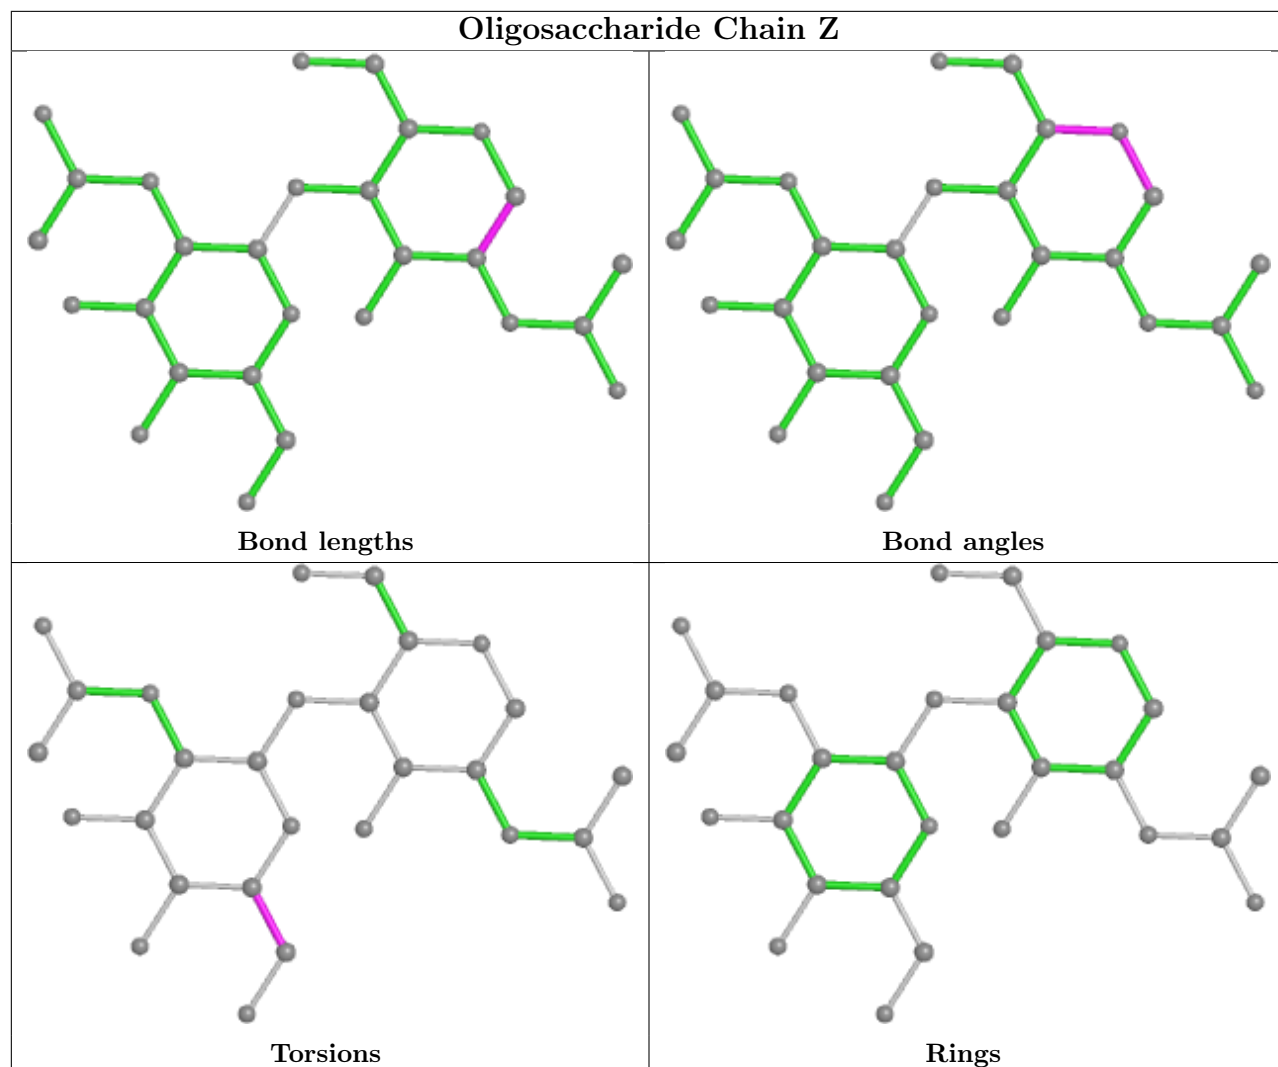 Oligosaccharide Chain Z
Bond lengths
Bond angles
Torsions
Rings